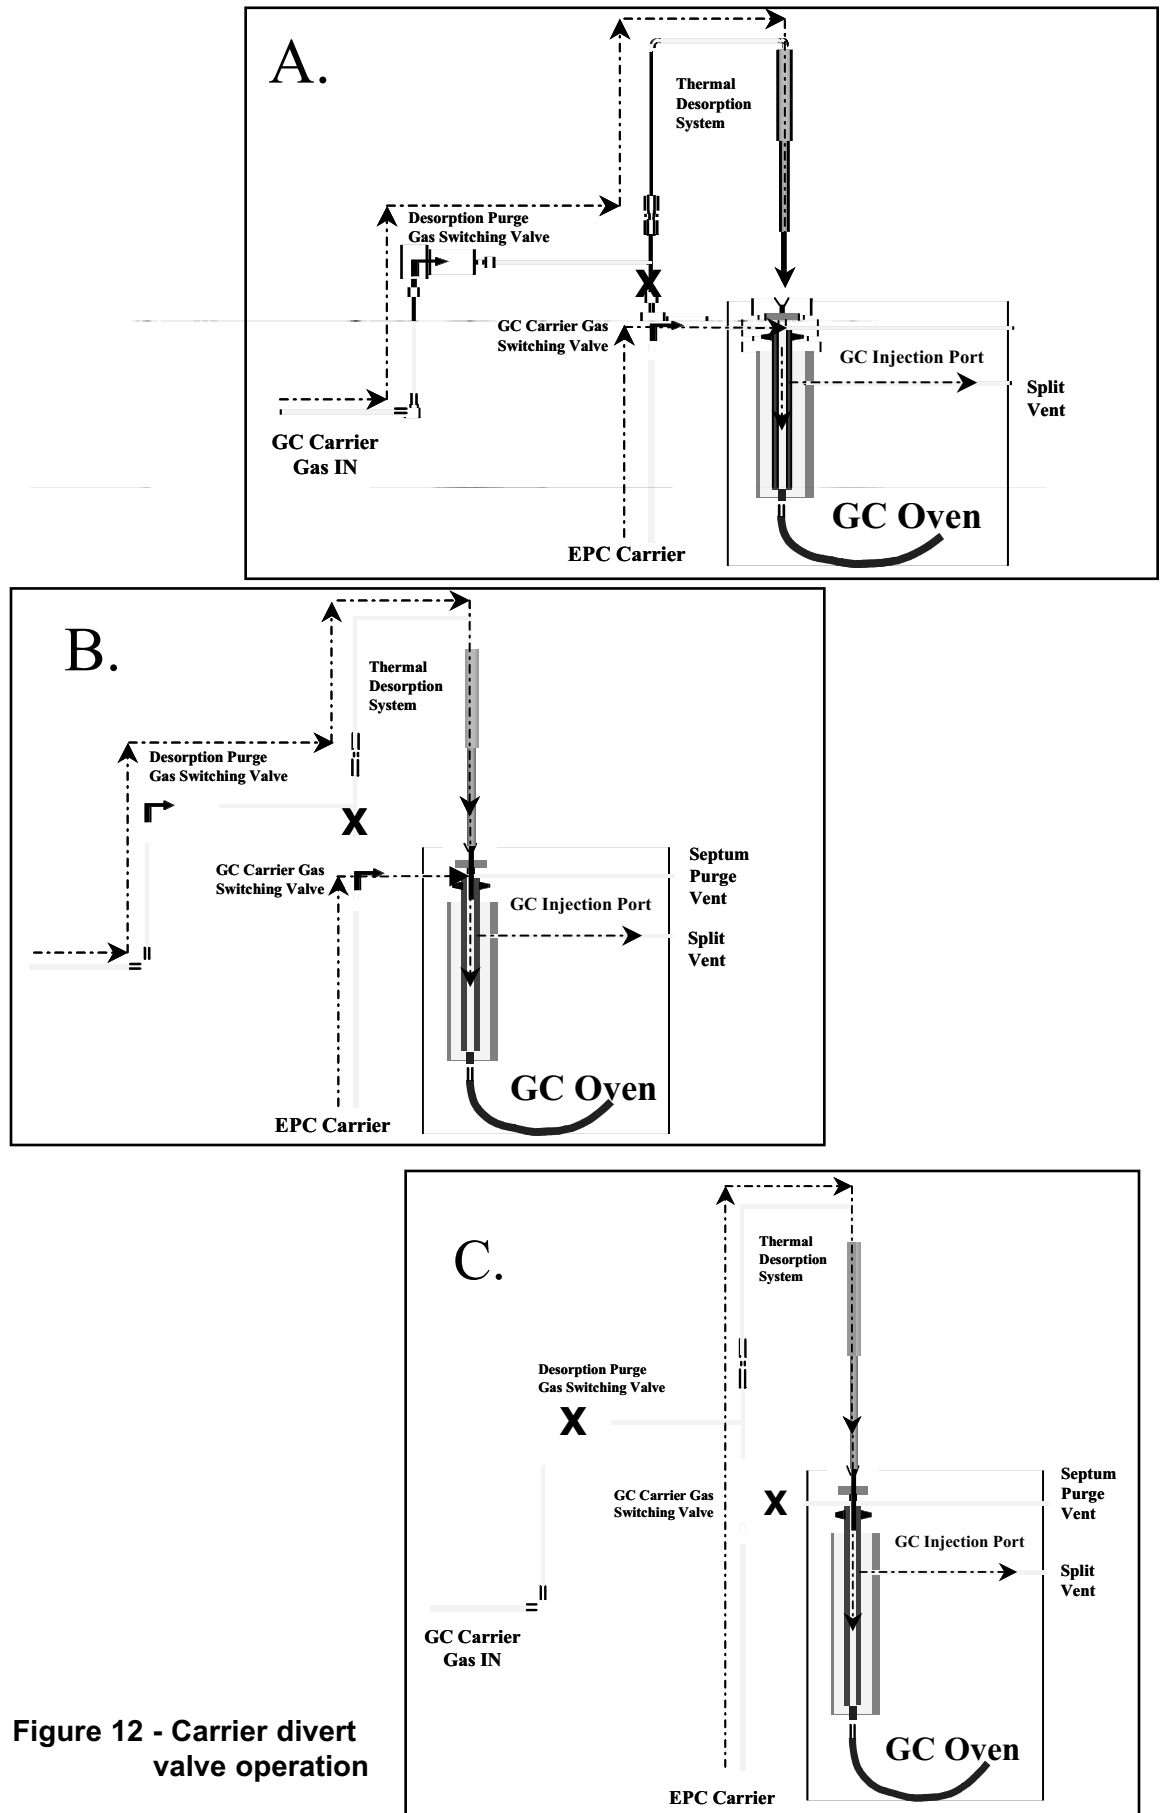 A.
Thermal
Desorption
System
Desorption Purge
Gas Switching Valve
X
GC Carrier Gas
Switching Valve
GC Injection Port
Split
Vent
GC Carrier
Gas IN
GC Oven
EPC Carrier
B.
Thermal
Desorption
System
Desorption Purge
Gas Switching Valve
X
GC Carrier Gas
Switching Valve
Septum
Purge
Vent
GC Injection Port
Split
Vent
GC Oven
EPC Carrier
C.
Thermal
Desorption
System
Desorption Purge
Gas Switching Valve
X
GC Carrier Gas
Switching Valve
X
Septum
Purge
Vent
GC Injection Port
Split
Vent
GC Carrier
Gas IN
GC Oven
EPC Carrier
Figure 12 - Carrier divert
valve operation